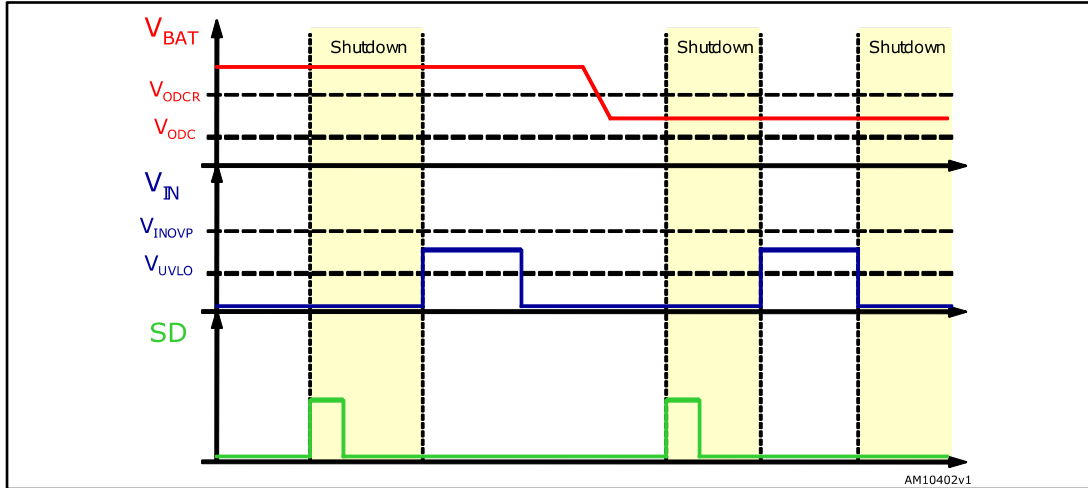 VBAT
Shutdown
Shutdown
Shutdown
VODCR
VODC
VIN
VINOVP
VUVLO
SD
AM10402v1